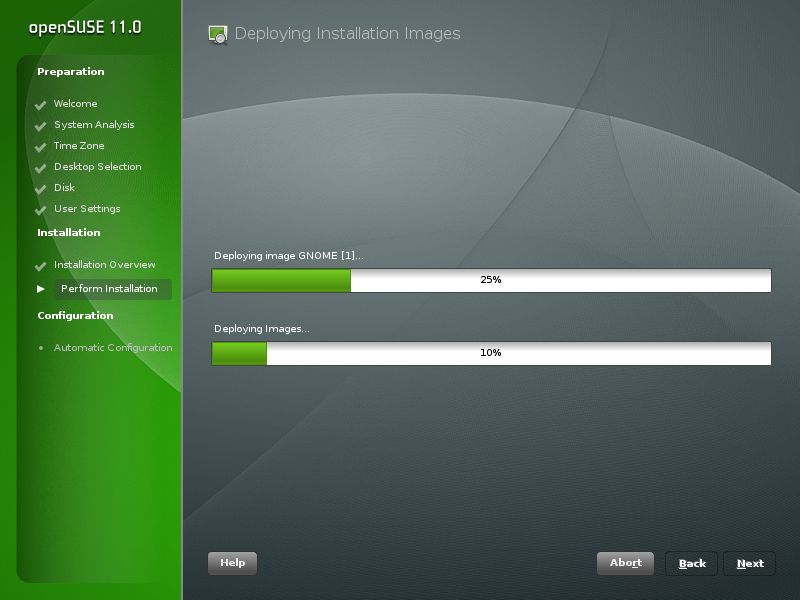 openSUSE 11.0
Preparation
Welcome
System Analysis
Time Zone
Desktop Selection
Disk
User Settings
Installation
Installation Overview
Perform Installation
Configuration
Automatic Configuration
Deploying Installation Images
Deploying image GNOME [1]...
25%
Deploying Images...
10%
Help
Abort
Back
Next